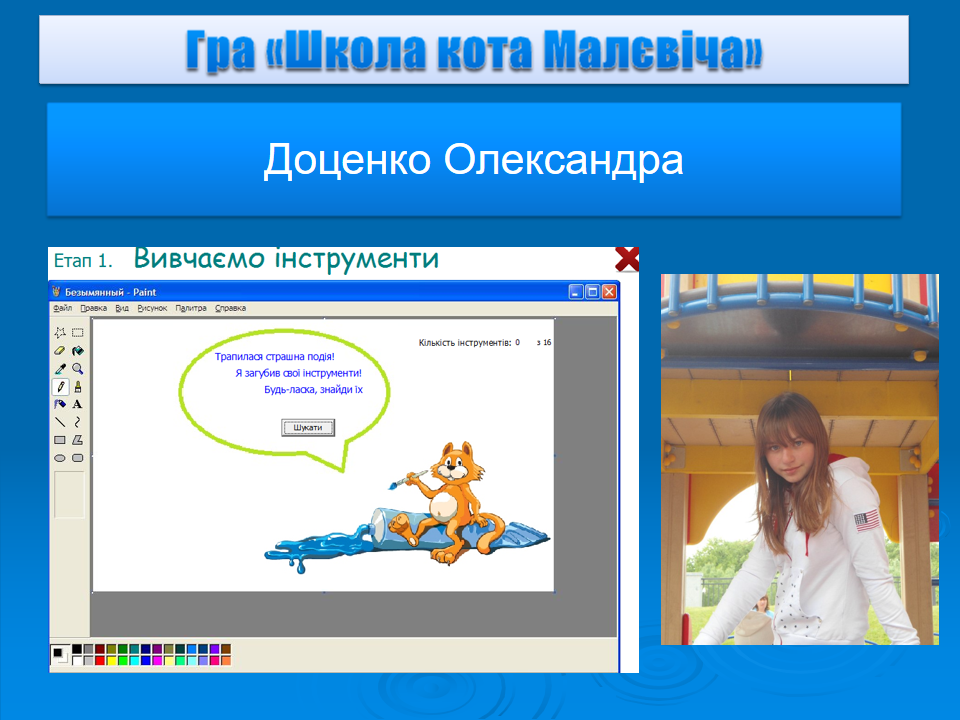 Гра «Школа кота Малєвіча»
Доценко Олександра
Етап 1. Вивчаємо інструменти
Безымянный - Paint
Файл Правка Вид Рисунок Палитра Справка
Кількість інструментів: 0 з 16
Трапилася страшна подія!
Я загубив свої інструменти!
Будь-ласка, знайди їх
Шукати
A